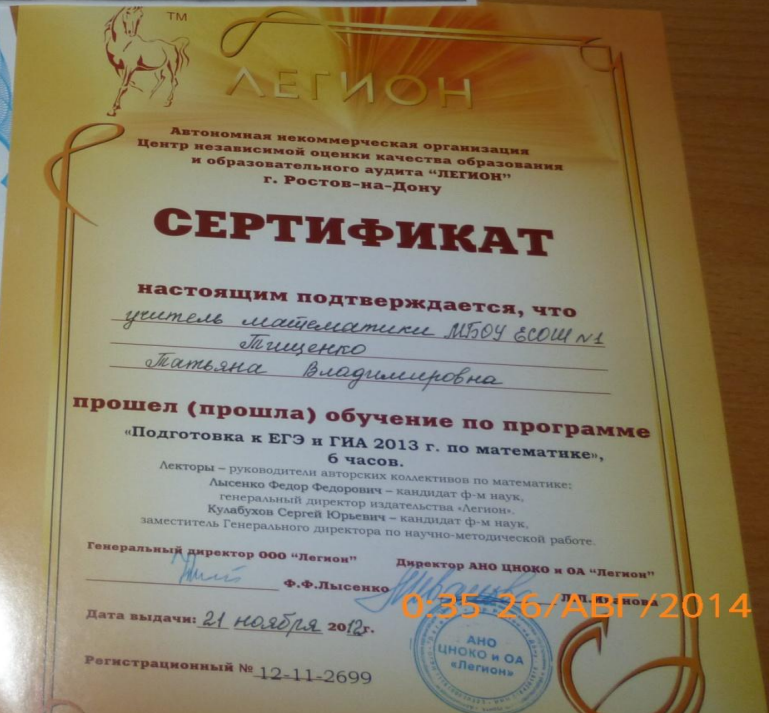 TM
ЛЕГИОН
Автономная некоммерческая организация
Центр независимой оценки качества образования
и образовательного аудита "ЛЕГИОН"
г. Ростов-на-Дону
СЕРТИФИКАТ
настоящим подтверждается, что
учитель математики МБОУ ЕСОШ №1
Тищенко
Татьяна Владимировна
прошел (прошла) обучение по программе
«Подготовка к ЕГЭ и ГИА 2013 г. по математике»,
6 часов.
Лекторы – руководители авторских коллективов по математике:
Лысенко Федор Федорович – кандидат ф-м наук,
генеральный директор издательства «Легион».
Кулабухов Сергей Юрьевич – кандидат ф-м наук,
заместитель Генерального директора по научно-методической работе.
Генеральный директор ООО "Легион" Директор АНО ЦНОКО и ОА "Легион"
Ф.Ф.Лысенко
0:35 26/АВГ/2014
Дата выдачи: 21 ноября 2012г.
АНО
ЦНОКО и ОА
«Легион»
Регистрационный № 12-11-2699